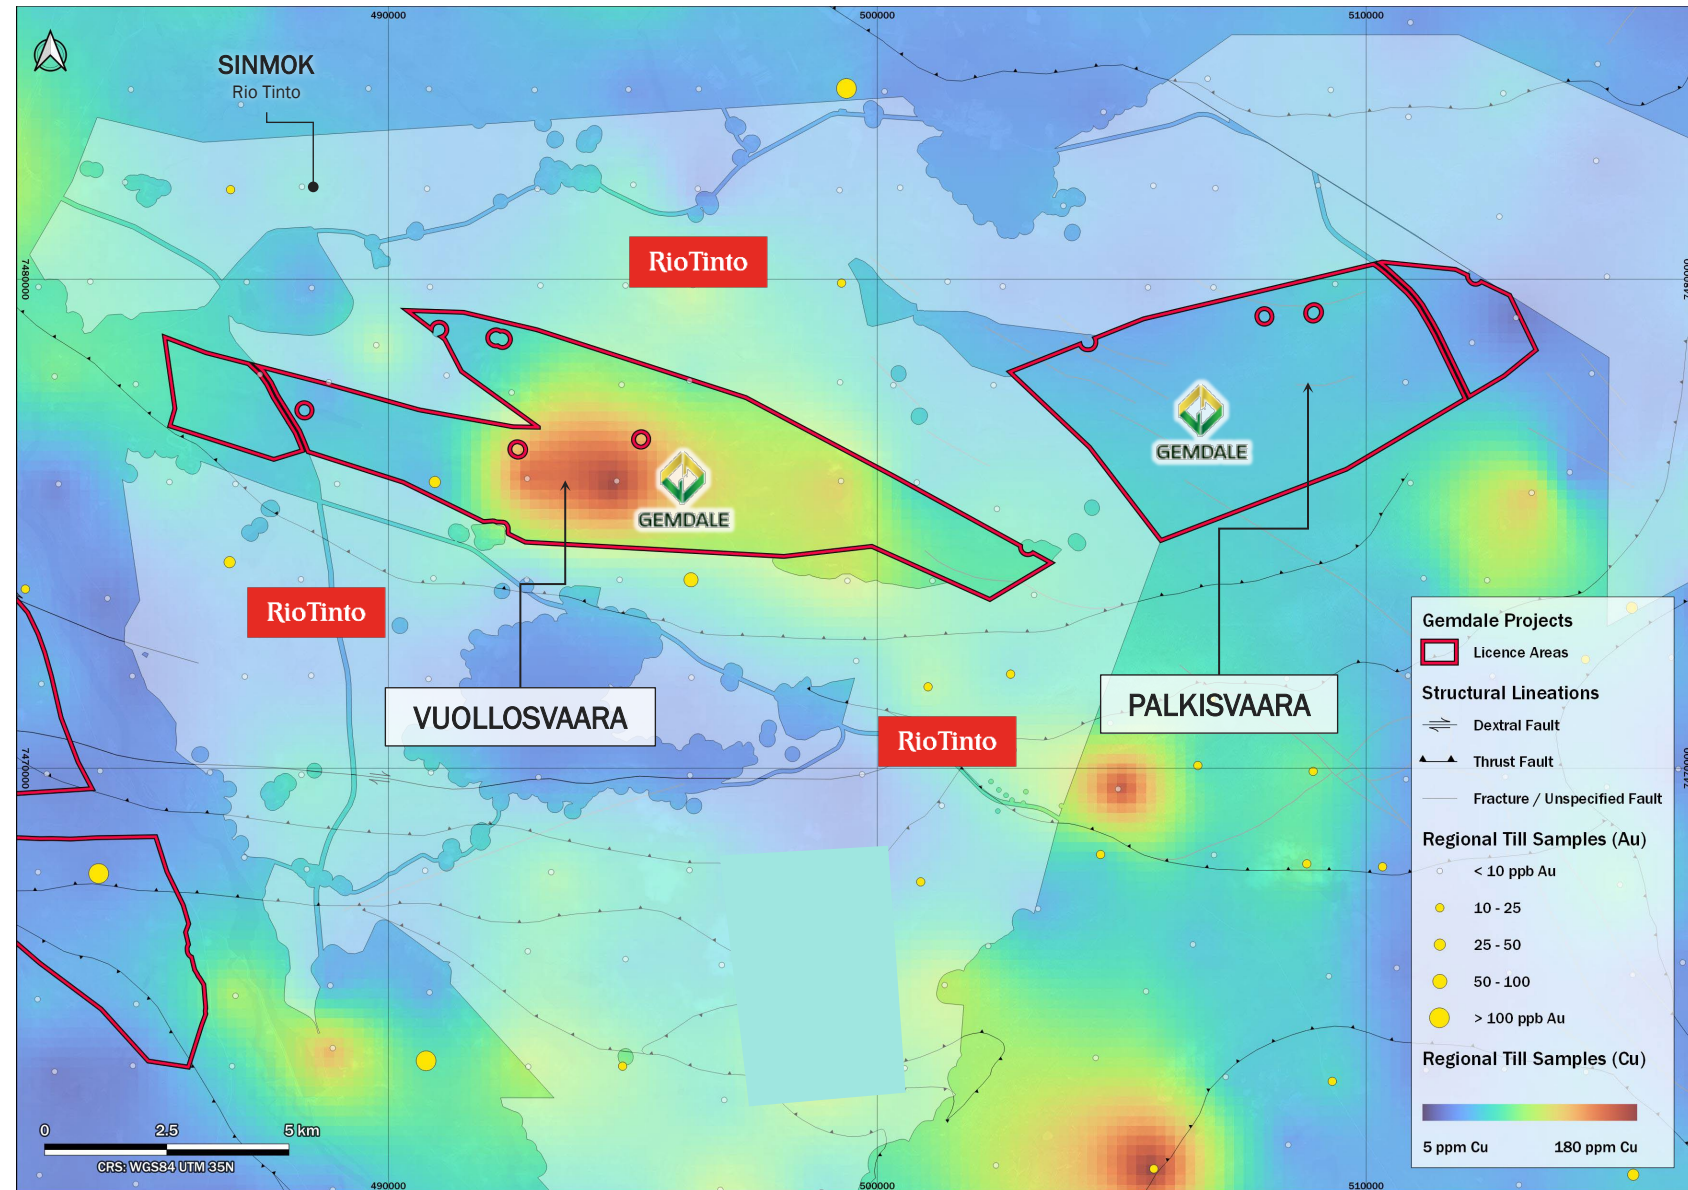 490000
500000
510000
SINMOK
Rio Tinto
RioTinto
7480000
7480000
GEMDALE
GEMDALE
RioTinto
VUOLLOSVAARA
PALKISVAARA
RioTinto
7470000
Gemdale Projects
Licence Areas
Structural Lineations
Dextral Fault
Thrust Fault
Fracture / Unspecified Fault
Regional Till Samples (Au)
< 10 ppb Au
10 - 25
25 - 50
50 - 100
> 100 ppb Au
Regional Till Samples (Cu)
5 ppm Cu
180 ppm Cu
0
2.5
5 km
CRS: WGS84 UTM 35N
490000
500000
510000